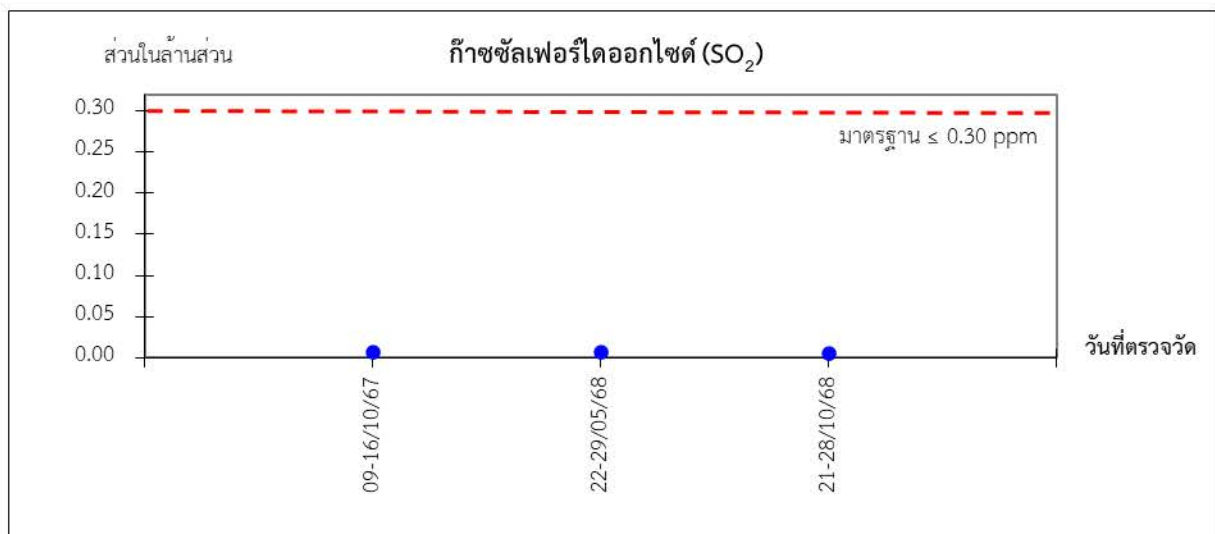 ส่วนในล้านส่วน
ก๊าซซัลเฟอร์ไดออกไซด์ (SO₂)
0.30
มาตรฐาน ≤ 0.30 ppm
0.25
0.20
0.15
0.10
0.05
0.00
วันที่ตรวจวัด
09-16/10/67
22-29/05/68
21-28/10/68